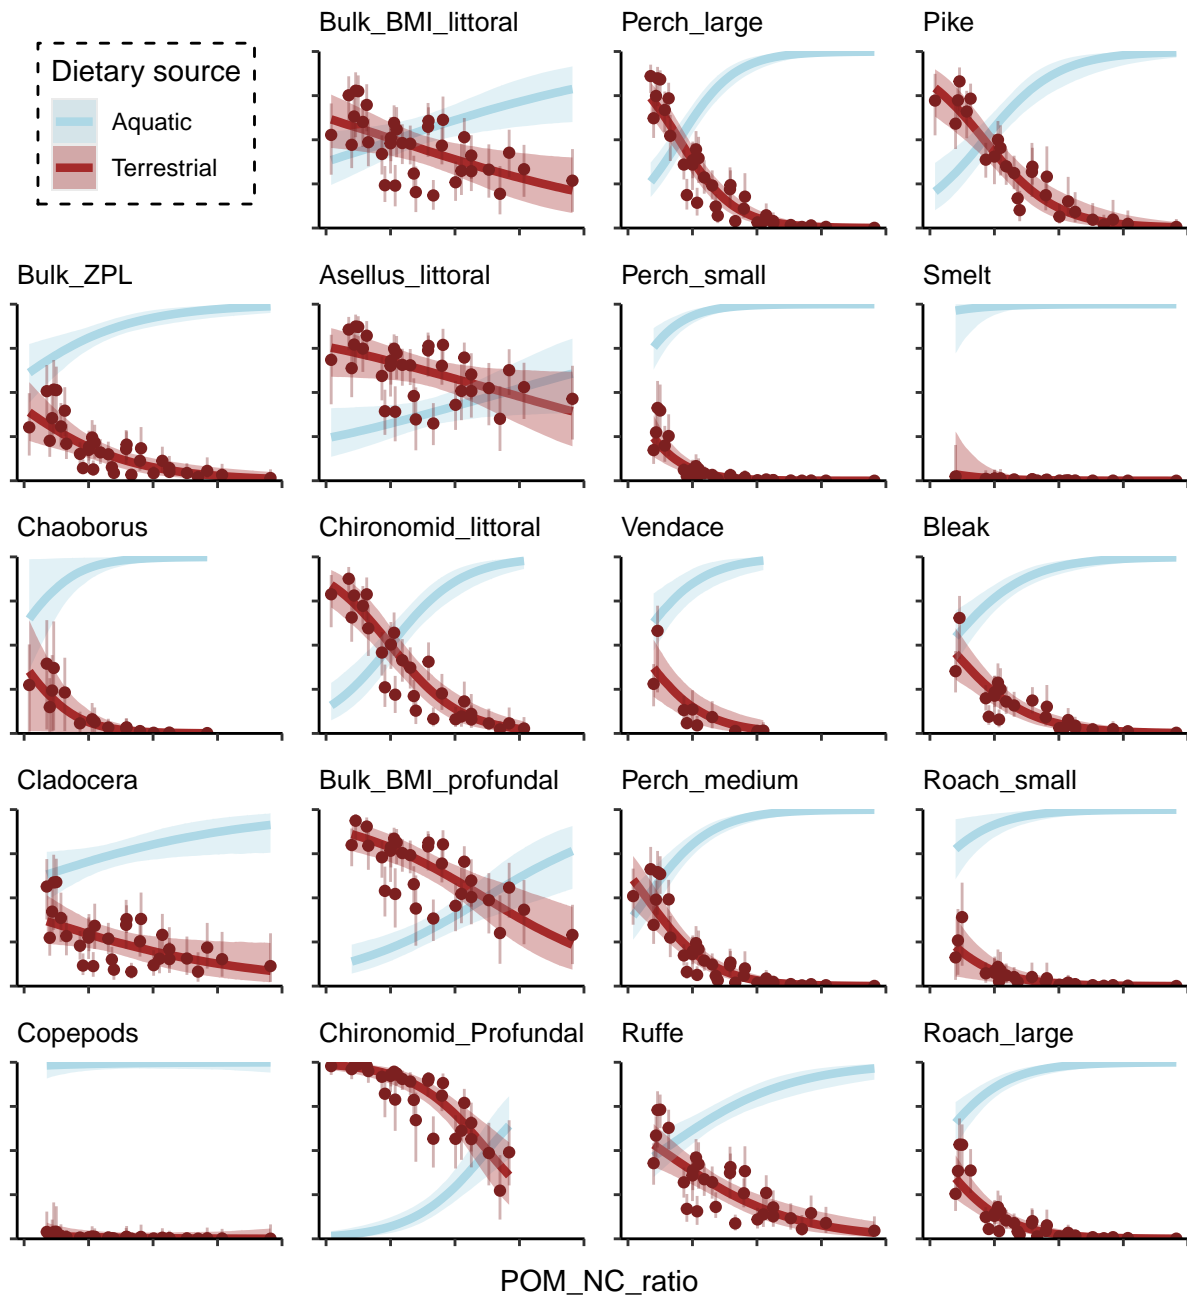 Bulk_BMI_littoral
Perch_large
Pike
Dietary source
Aquatic
Terrestrial
Bulk_ZPL
Asellus_littoral
Perch_small
Smelt
Chaoborus
Chironomid_littoral
Vendace
Bleak
Cladocera
Bulk_BMI_profundal
Perch_medium
Roach_small
Copepods
Chironomid_Profundal
Ruffe
Roach_large
POM_NC_ratio